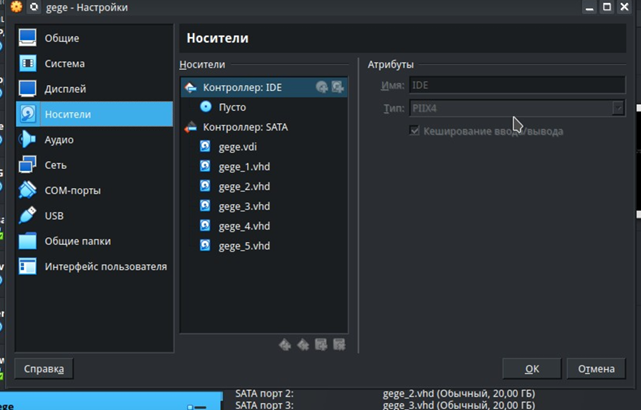 gege - Настройки
Общие
Система
Дисплей
Носители
Аудио
Сеть
COM-порты
USB
Общие папки
Интерфейс пользователя
Носители
Носители
Контроллер: IDE
Пусто
Контроллер: SATA
gege.vdi
gege_1.vhd
gege_2.vhd
gege_3.vhd
gege_4.vhd
gege_5.vhd
Атрибуты
Имя: IDE
Тип: PIIX4
Кеширование ввода/вывода
Справка
OK
Отмена
SATA порт 2: gege_2.vhd (Обычный, 20,00 ГБ)
SATA порт 3: gege_3.vhd (Обычный, 20,00 ГБ)